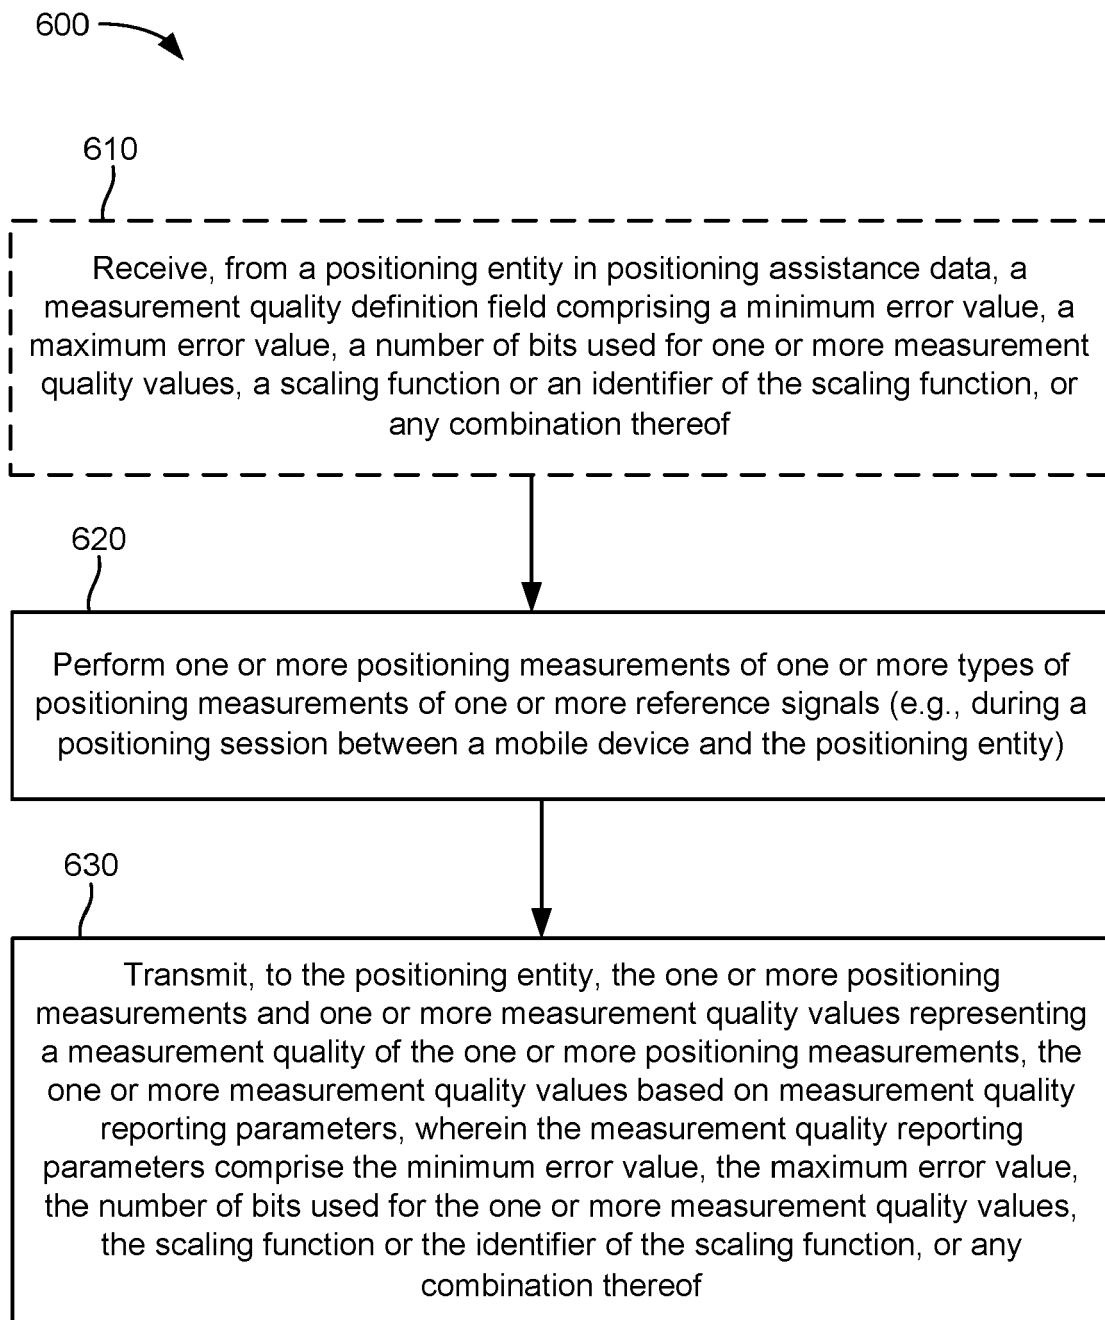 600
610
Receive, from a positioning entity in positioning assistance data, a
measurement quality definition field comprising a minimum error value, a
maximum error value, a number of bits used for one or more measurement
quality values, a scaling function or an identifier of the scaling function, or
any combination thereof
620
Perform one or more positioning measurements of one or more types of
positioning measurements of one or more reference signals (e.g., during a
positioning session between a mobile device and the positioning entity)
630
Transmit, to the positioning entity, the one or more positioning
measurements and one or more measurement quality values representing
a measurement quality of the one or more positioning measurements, the
one or more measurement quality values based on measurement quality
reporting parameters, wherein the measurement quality reporting
parameters comprise the minimum error value, the maximum error value,
the number of bits used for the one or more measurement quality values,
the scaling function or the identifier of the scaling function, or any
combination thereof